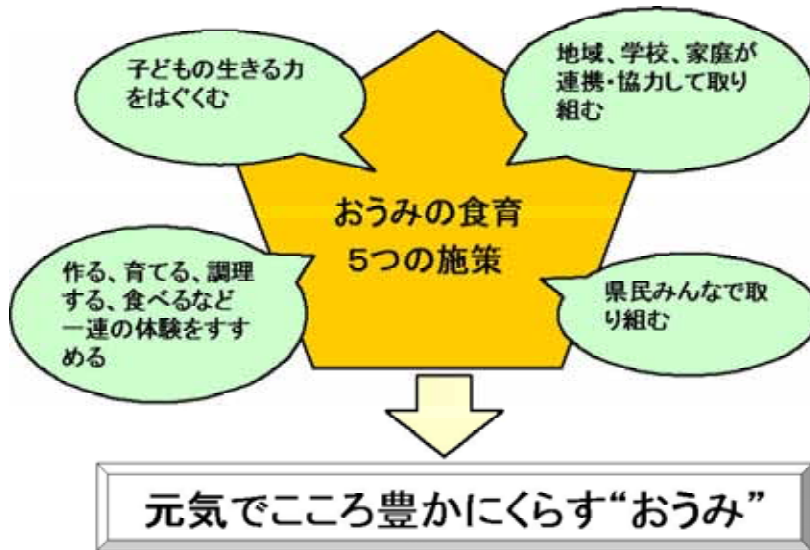 子どもの生きる力
をはぐくむ
地域、学校、家庭が
連携・協力して取り
組む
おうみの食育
5つの施策
作る、育てる、調理
する、食べるなど
一連の体験をすす
める
県民みんなで取
り組む
元気でこころ豊かにくらす“おうみ”